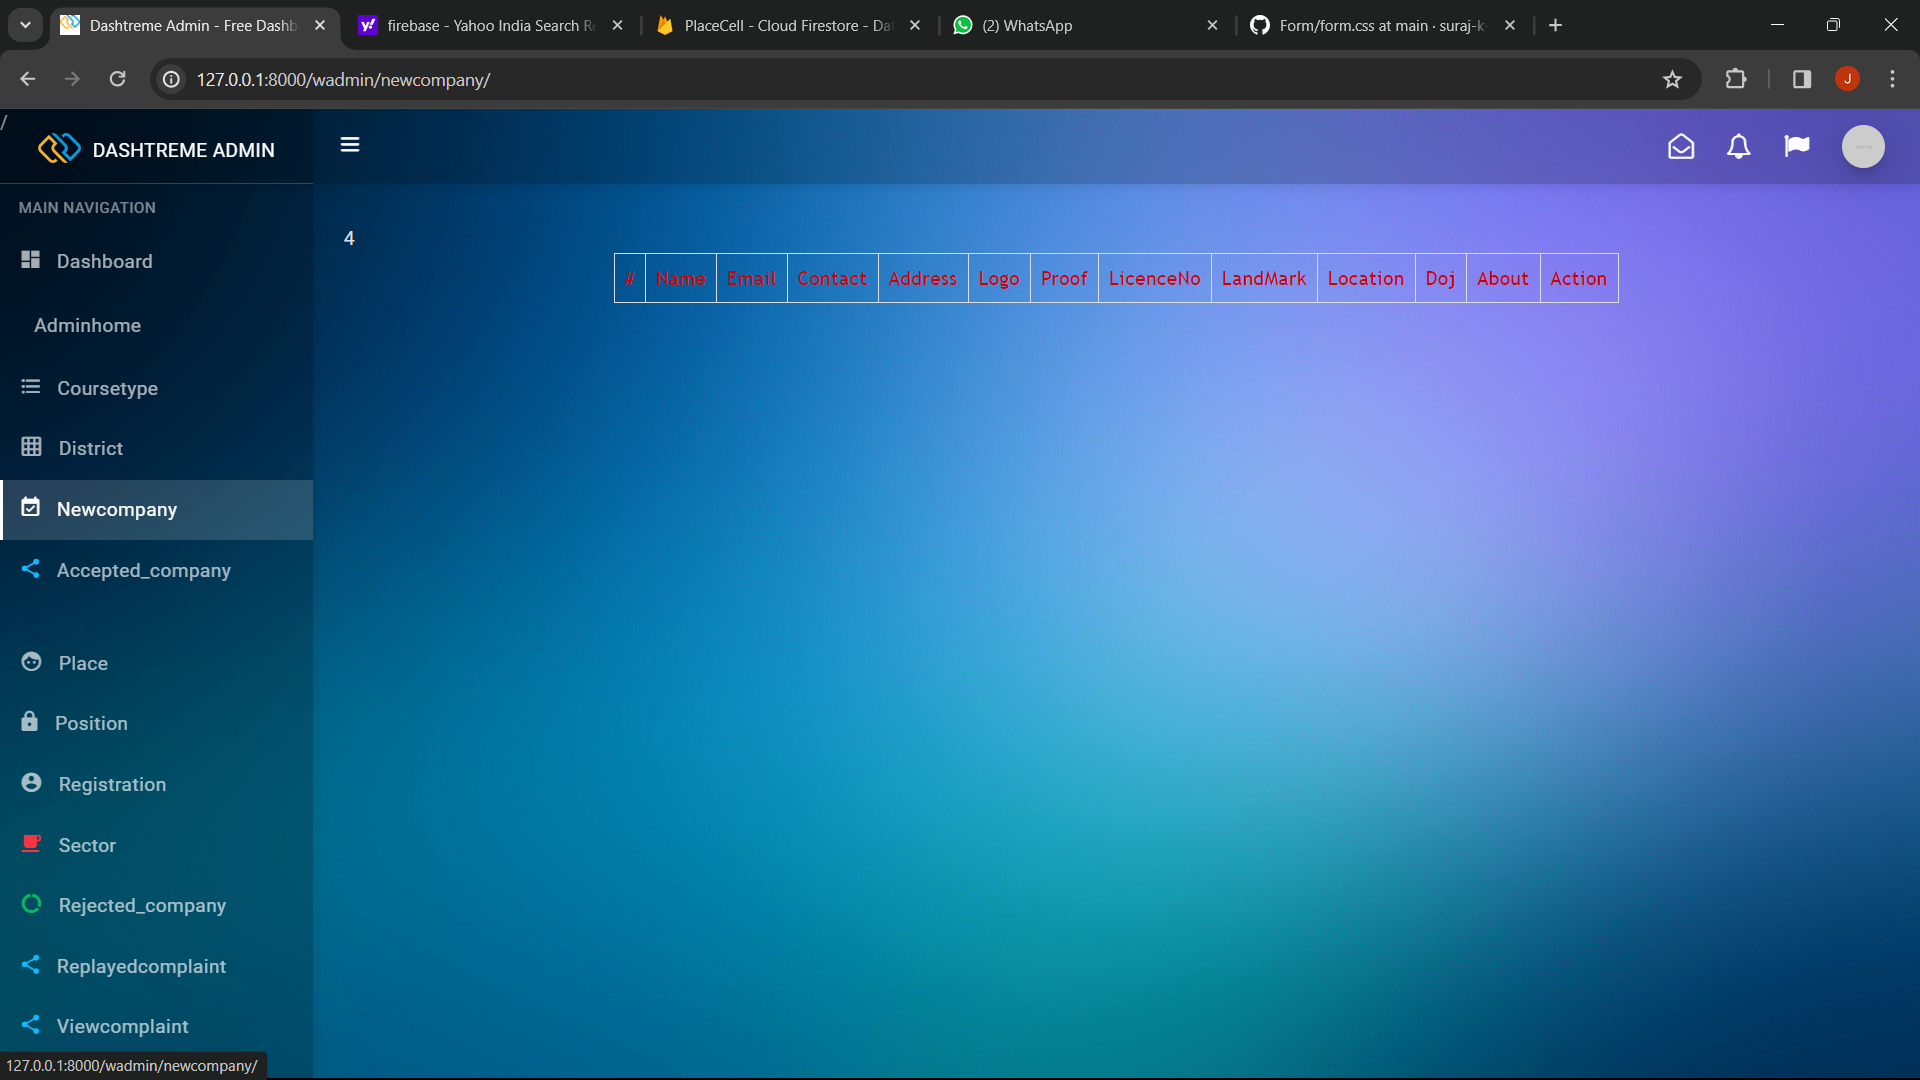 Dashtreme Admin - Free Dashb
firebase - Yahoo India Search Re
PlaceCell - Cloud Firestore - Da
(2) WhatsApp
Form/form.css at main · suraj-k
127.0.0.1:8000/wadmin/newcompany/
J
/
DASHTREME ADMIN
MAIN NAVIGATION
Dashboard
Adminhome
Coursetype
District
Newcompany
Accepted_company
Place
Position
Registration
Sector
Rejected_company
Replayedcomplaint
Viewcomplaint
127.0.0.1:8000/wadmin/newcompany/
4
# Name Email Contact Address Logo Proof LicenceNo LandMark Location Doj About Action